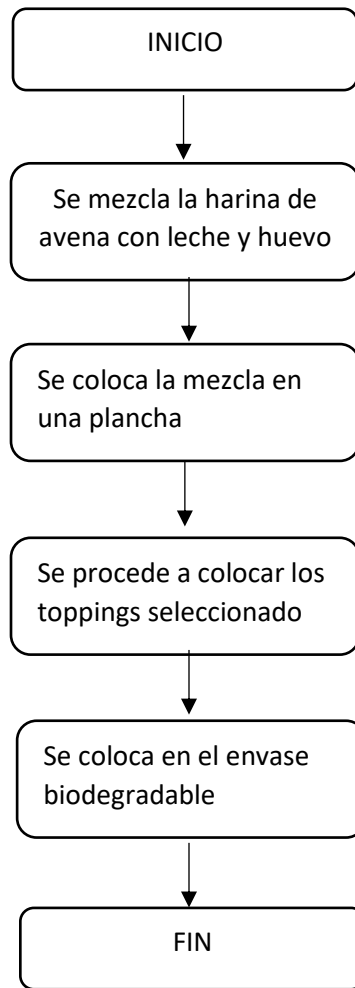 INICIO
Se mezcla la harina de
avena con leche y huevo
Se coloca la mezcla en
una plancha
Se procede a colocar los
toppings seleccionado
Se coloca en el envase
biodegradable
FIN